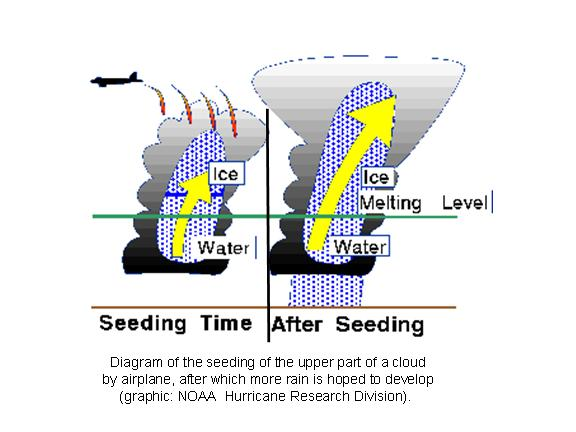 Ice
Water
Ice
Melting Level
Water
Seeding Time
After Seeding
Diagram of the seeding of the upper part of a cloud
by airplane, after which more rain is hoped to develop
(graphic: NOAA Hurricane Research Division).